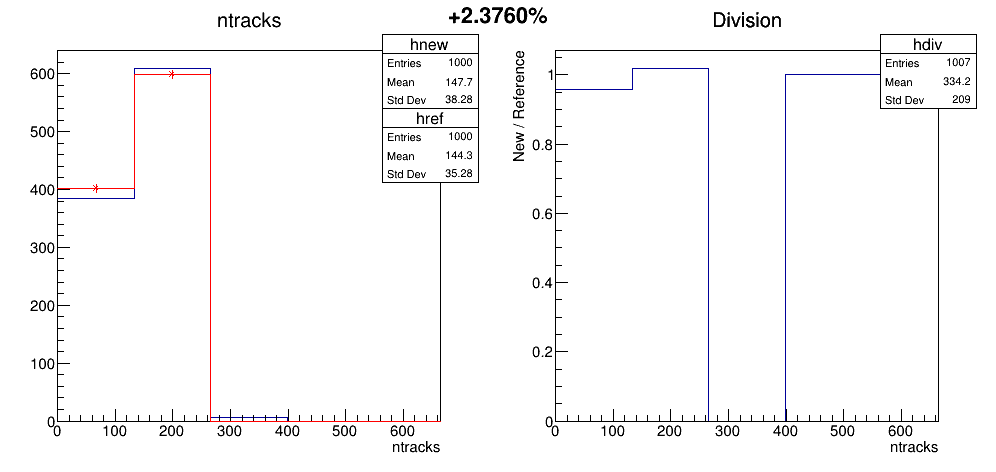 +2.3760%
ntracks
hnew
Entries 1000
Mean 147.7
Std Dev 38.28
href
Entries 1000
Mean 144.3
Std Dev 35.28
600
500
400
300
200
100
0
0 100 200 300 400 500 600
ntracks
Division
hdiv
Entries 1007
Mean 334.2
Std Dev 209
New / Reference
1
0.8
0.6
0.4
0.2
0
0 100 200 300 400 500 600
ntracks